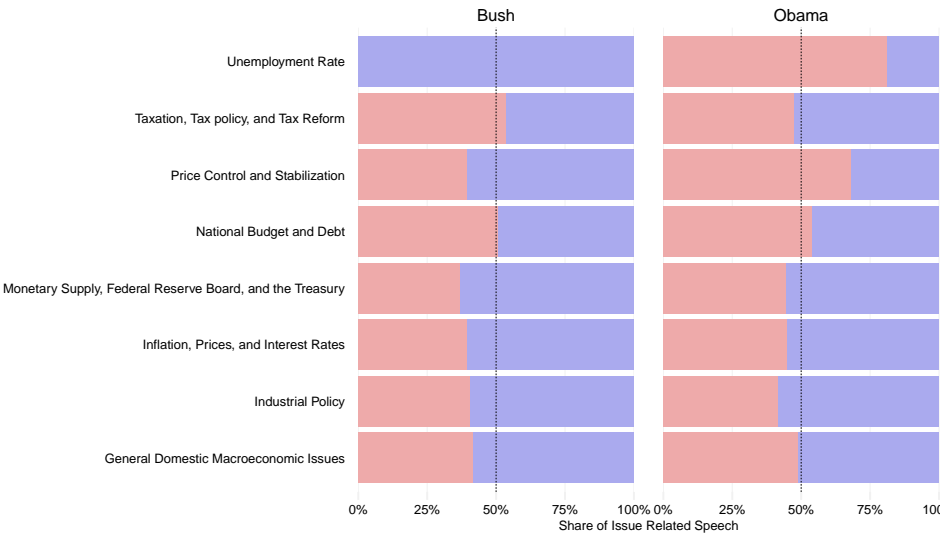 Bush
Obama
Unemployment Rate
Taxation, Tax policy, and Tax Reform
Price Control and Stabilization
National Budget and Debt
Monetary Supply, Federal Reserve Board, and the Treasury
Inflation, Prices, and Interest Rates
Industrial Policy
General Domestic Macroeconomic Issues
0% 25% 50% 75% 100% 0% 25% 50% 75% 100
Share of Issue Related Speech